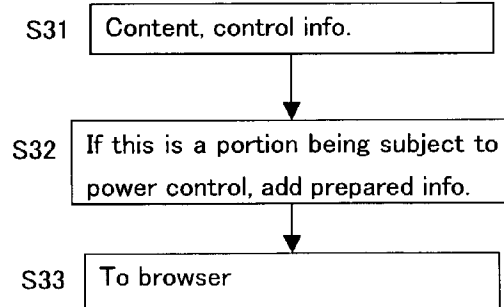 S31 Content, control info.
S32 If this is a portion being subject to
power control, add prepared info.
S33 To browser